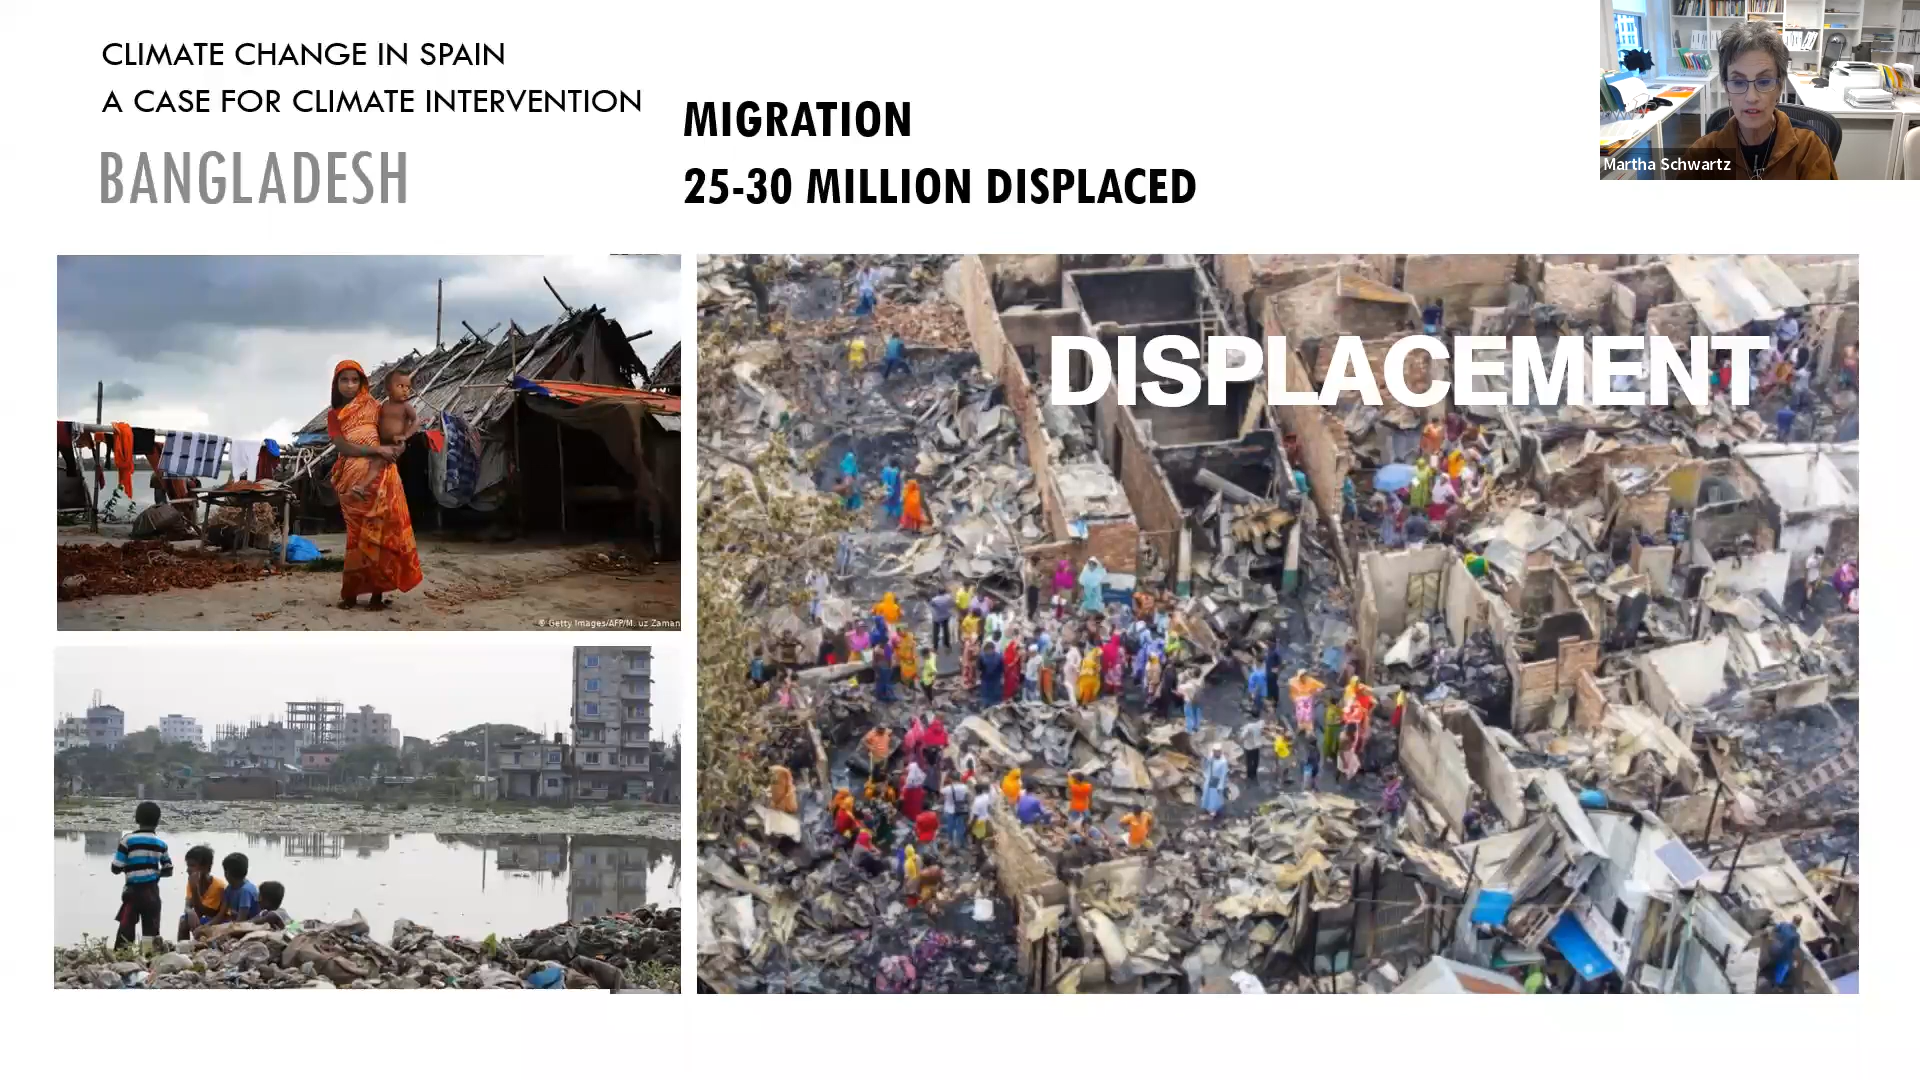 CLIMATE CHANGE IN SPAIN
A CASE FOR CLIMATE INTERVENTION
BANGLADESH
MIGRATION
25-30 MILLION DISPLACED
Martha Schwartz
DISPLACEMENT
© Getty Images/AFP/M. uz Zaman